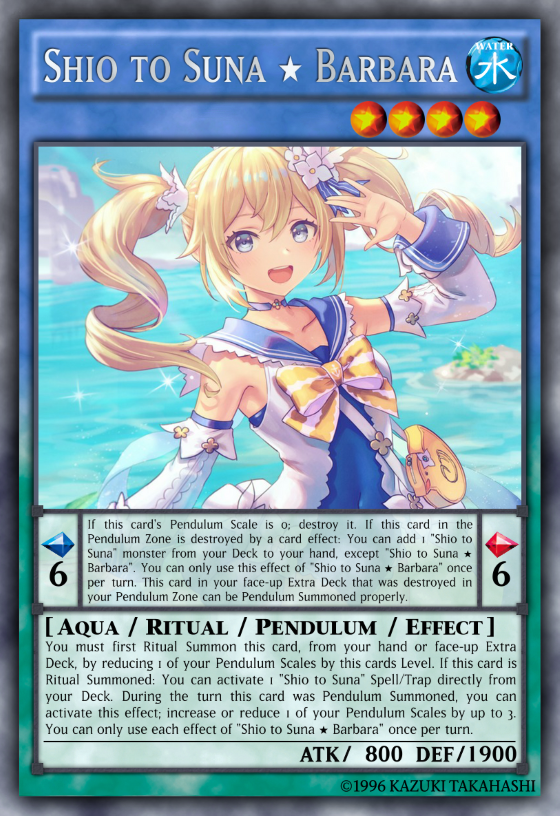 Shio to Suna ★ Barbara
WATER
水
If this card's Pendulum Scale is 0; destroy it. If this card in the
Pendulum Zone is destroyed by a card effect: You can add 1 "Shio to
Suna" monster from your Deck to your hand, except "Shio to Suna ★
Barbara". You can only use this effect of "Shio to Suna ★ Barbara" once
per turn. This card in your face-up Extra Deck that was destroyed in
your Pendulum Zone can be Pendulum Summoned properly.
6
6
[ Aqua / Ritual / Pendulum / Effect ]
You must first Ritual Summon this card, from your hand or face-up Extra
Deck, by reducing 1 of your Pendulum Scales by this cards Level. If this card is
Ritual Summoned: You can activate 1 "Shio to Suna" Spell/Trap directly from
your Deck. During the turn this card was Pendulum Summoned, you can
activate this effect; increase or reduce 1 of your Pendulum Scales by up to 3.
You can only use each effect of "Shio to Suna ★ Barbara" once per turn.
ATK/ 800 DEF/1900
©1996 KAZUKI TAKAHASHI